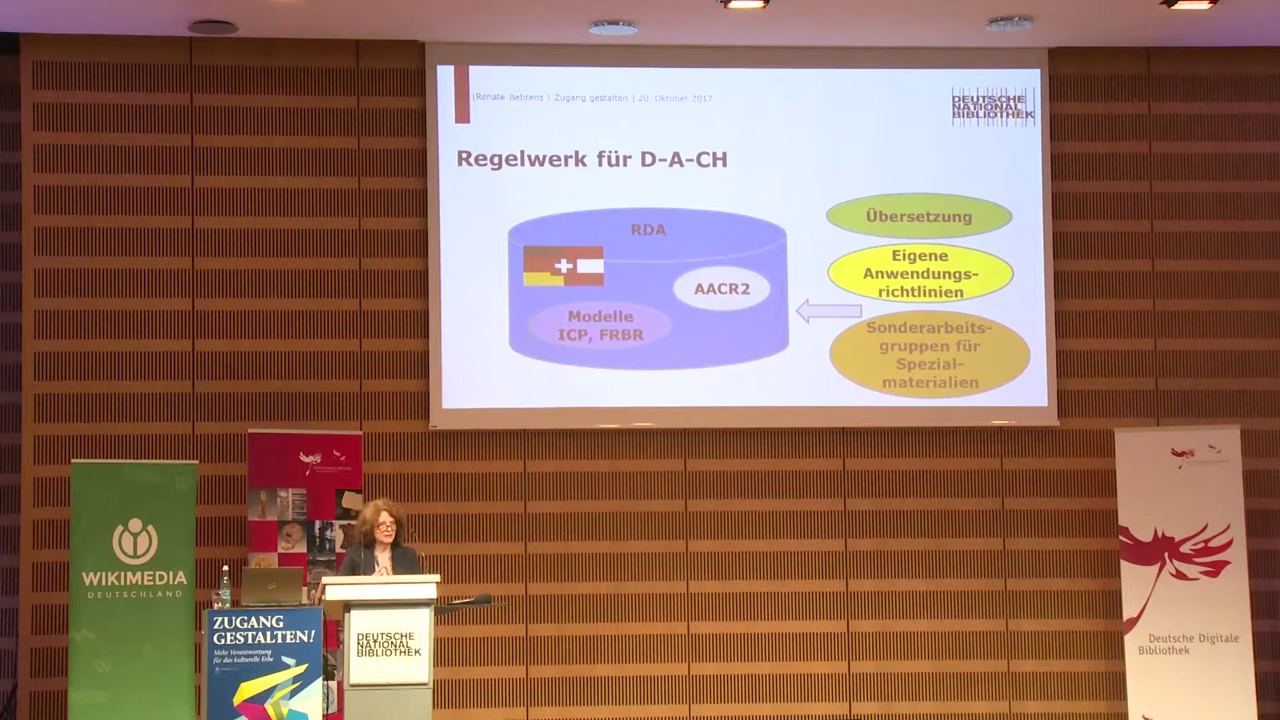 |Renate Behrens | Zugang gestalten | 20. Oktober 2017
DEUTSCHE
NATIONAL
BIBLIOTHEK
Regelwerk für D-A-CH
RDA
AACR2
Modelle
ICP, FRBR
Übersetzung
Eigene
Anwendungs-
richtlinien
Sonderarbeits-
gruppen für
Spezial-
materialien
WIKIMEDIA
DEUTSCHLAND
ZUGANG
GESTALTEN!
Mehr Verantwortung
für das kulturelle Erbe
DEUTSCHE
NATIONAL
BIBLIOTHEK
Deutsche Digitale
Bibliothek